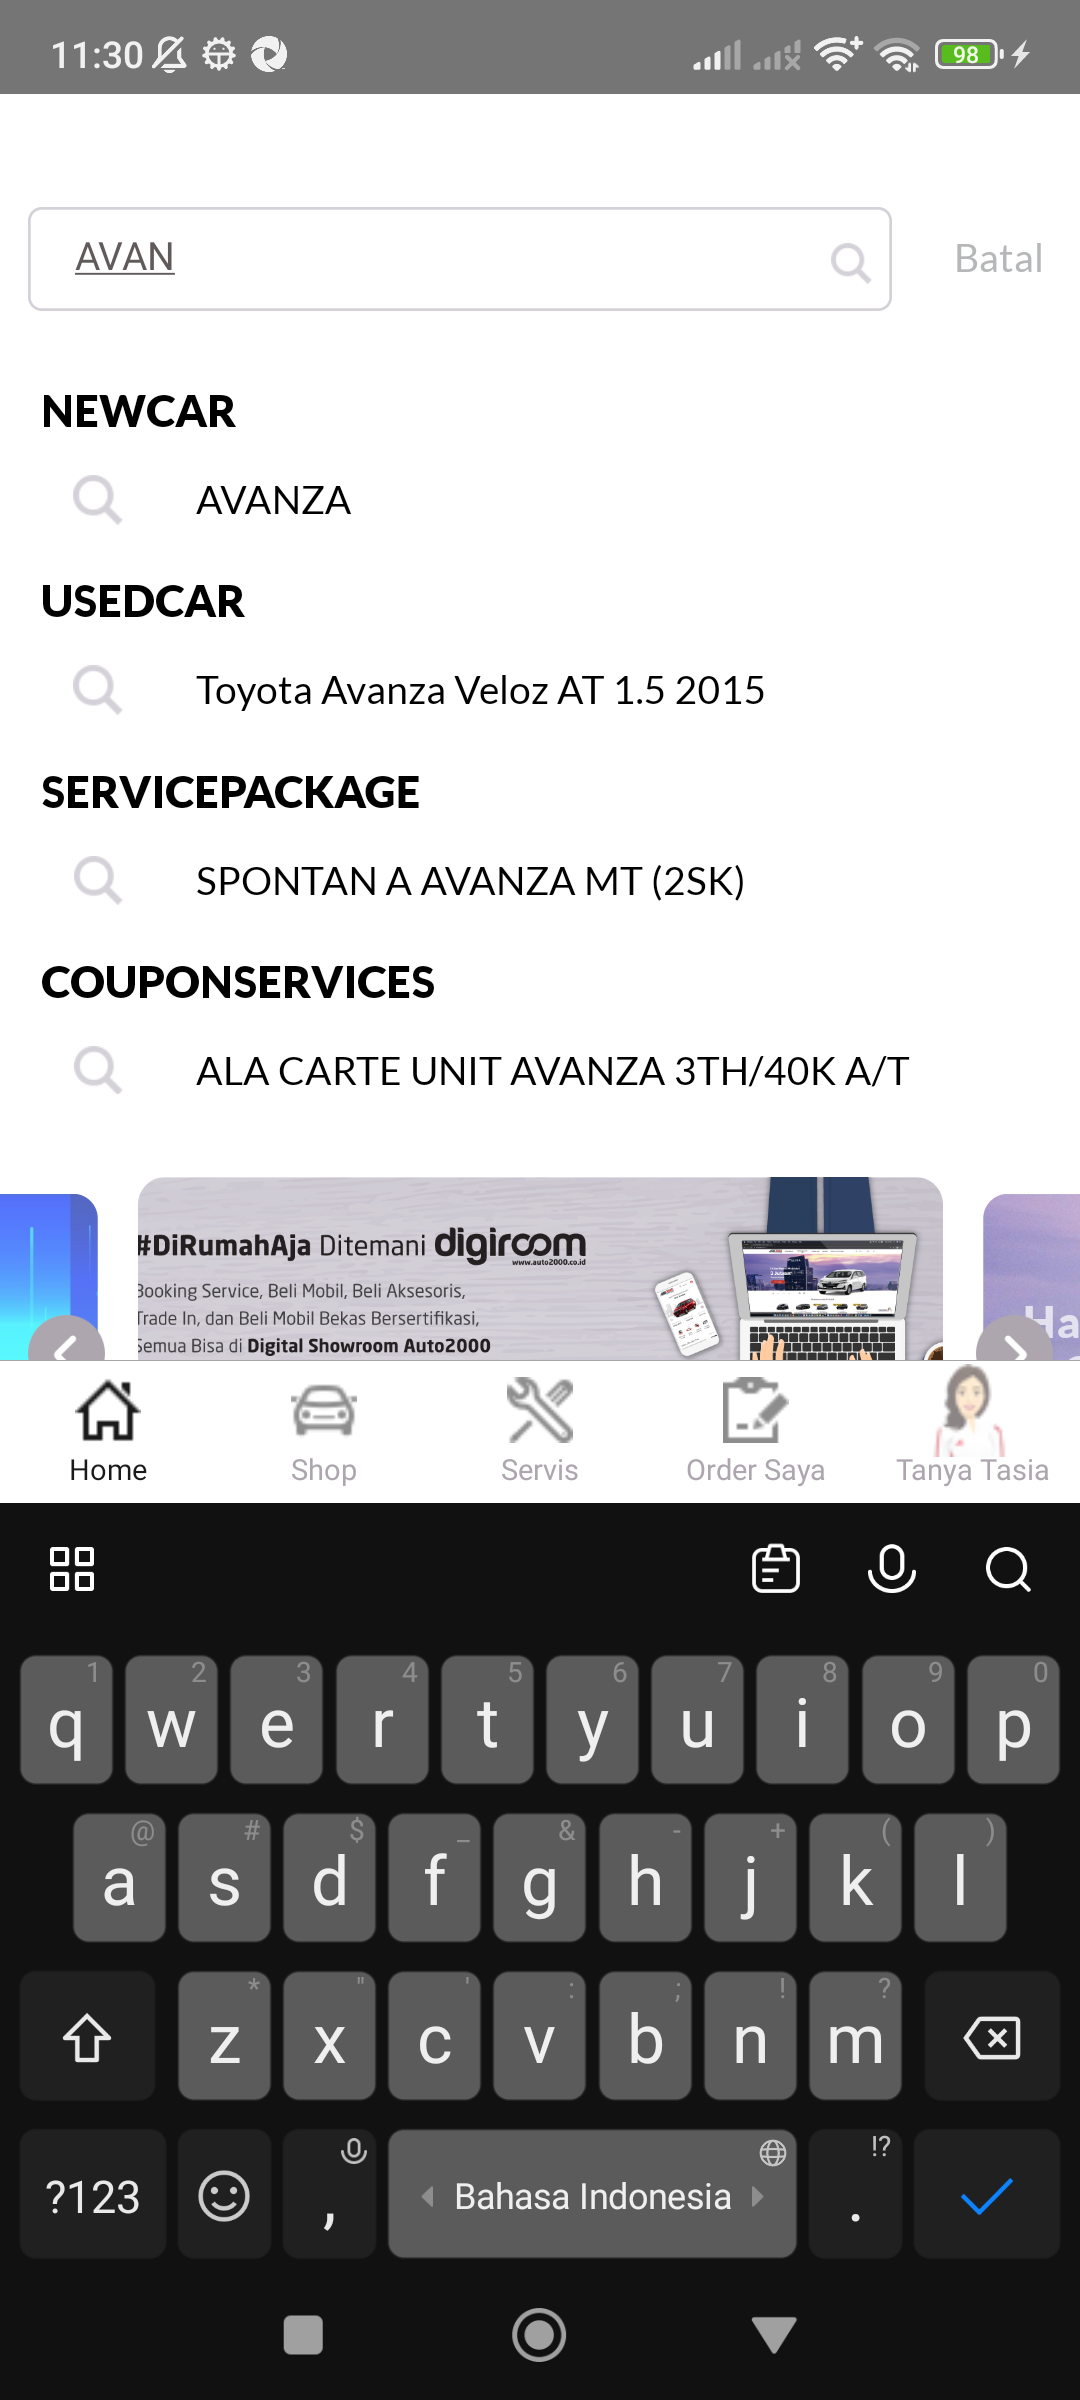 11:30
98
AVAN
Batal
NEWCAR
AVANZA
USEDCAR
Toyota Avanza Veloz AT 1.5 2015
SERVICEPACKAGE
SPONTAN A AVANZA MT (2SK)
COUPONSERVICES
ALA CARTE UNIT AVANZA 3TH/40K A/T
#DiRumahAja Ditemani digiroom
www.auto2000.co.id
Booking Service, Beli Mobil, Beli Aksesoris,
Trade In, dan Beli Mobil Bekas Bersertifikasi,
Semua Bisa di Digital Showroom Auto2000
Ha
Home Shop Servis Order Saya Tanya Tasia
1 2 3 4 5 6 7 8 9 0
q w e r t y u i o p
@ # $ _ & - + ( )
a s d f g h j k l
* " ' : ; ! ?
z x c v b n m
!?
?123 , Bahasa Indonesia .